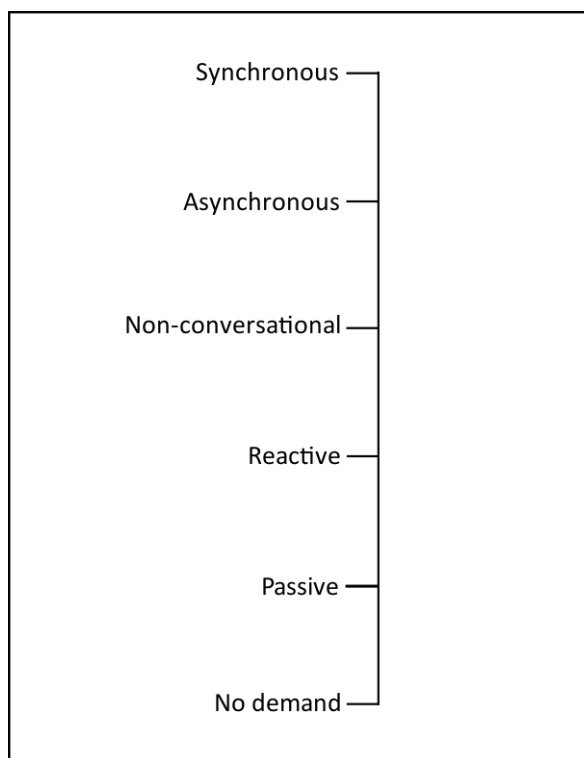 Synchronous
Asynchronous
Non-conversational
Reactive
Passive
No demand